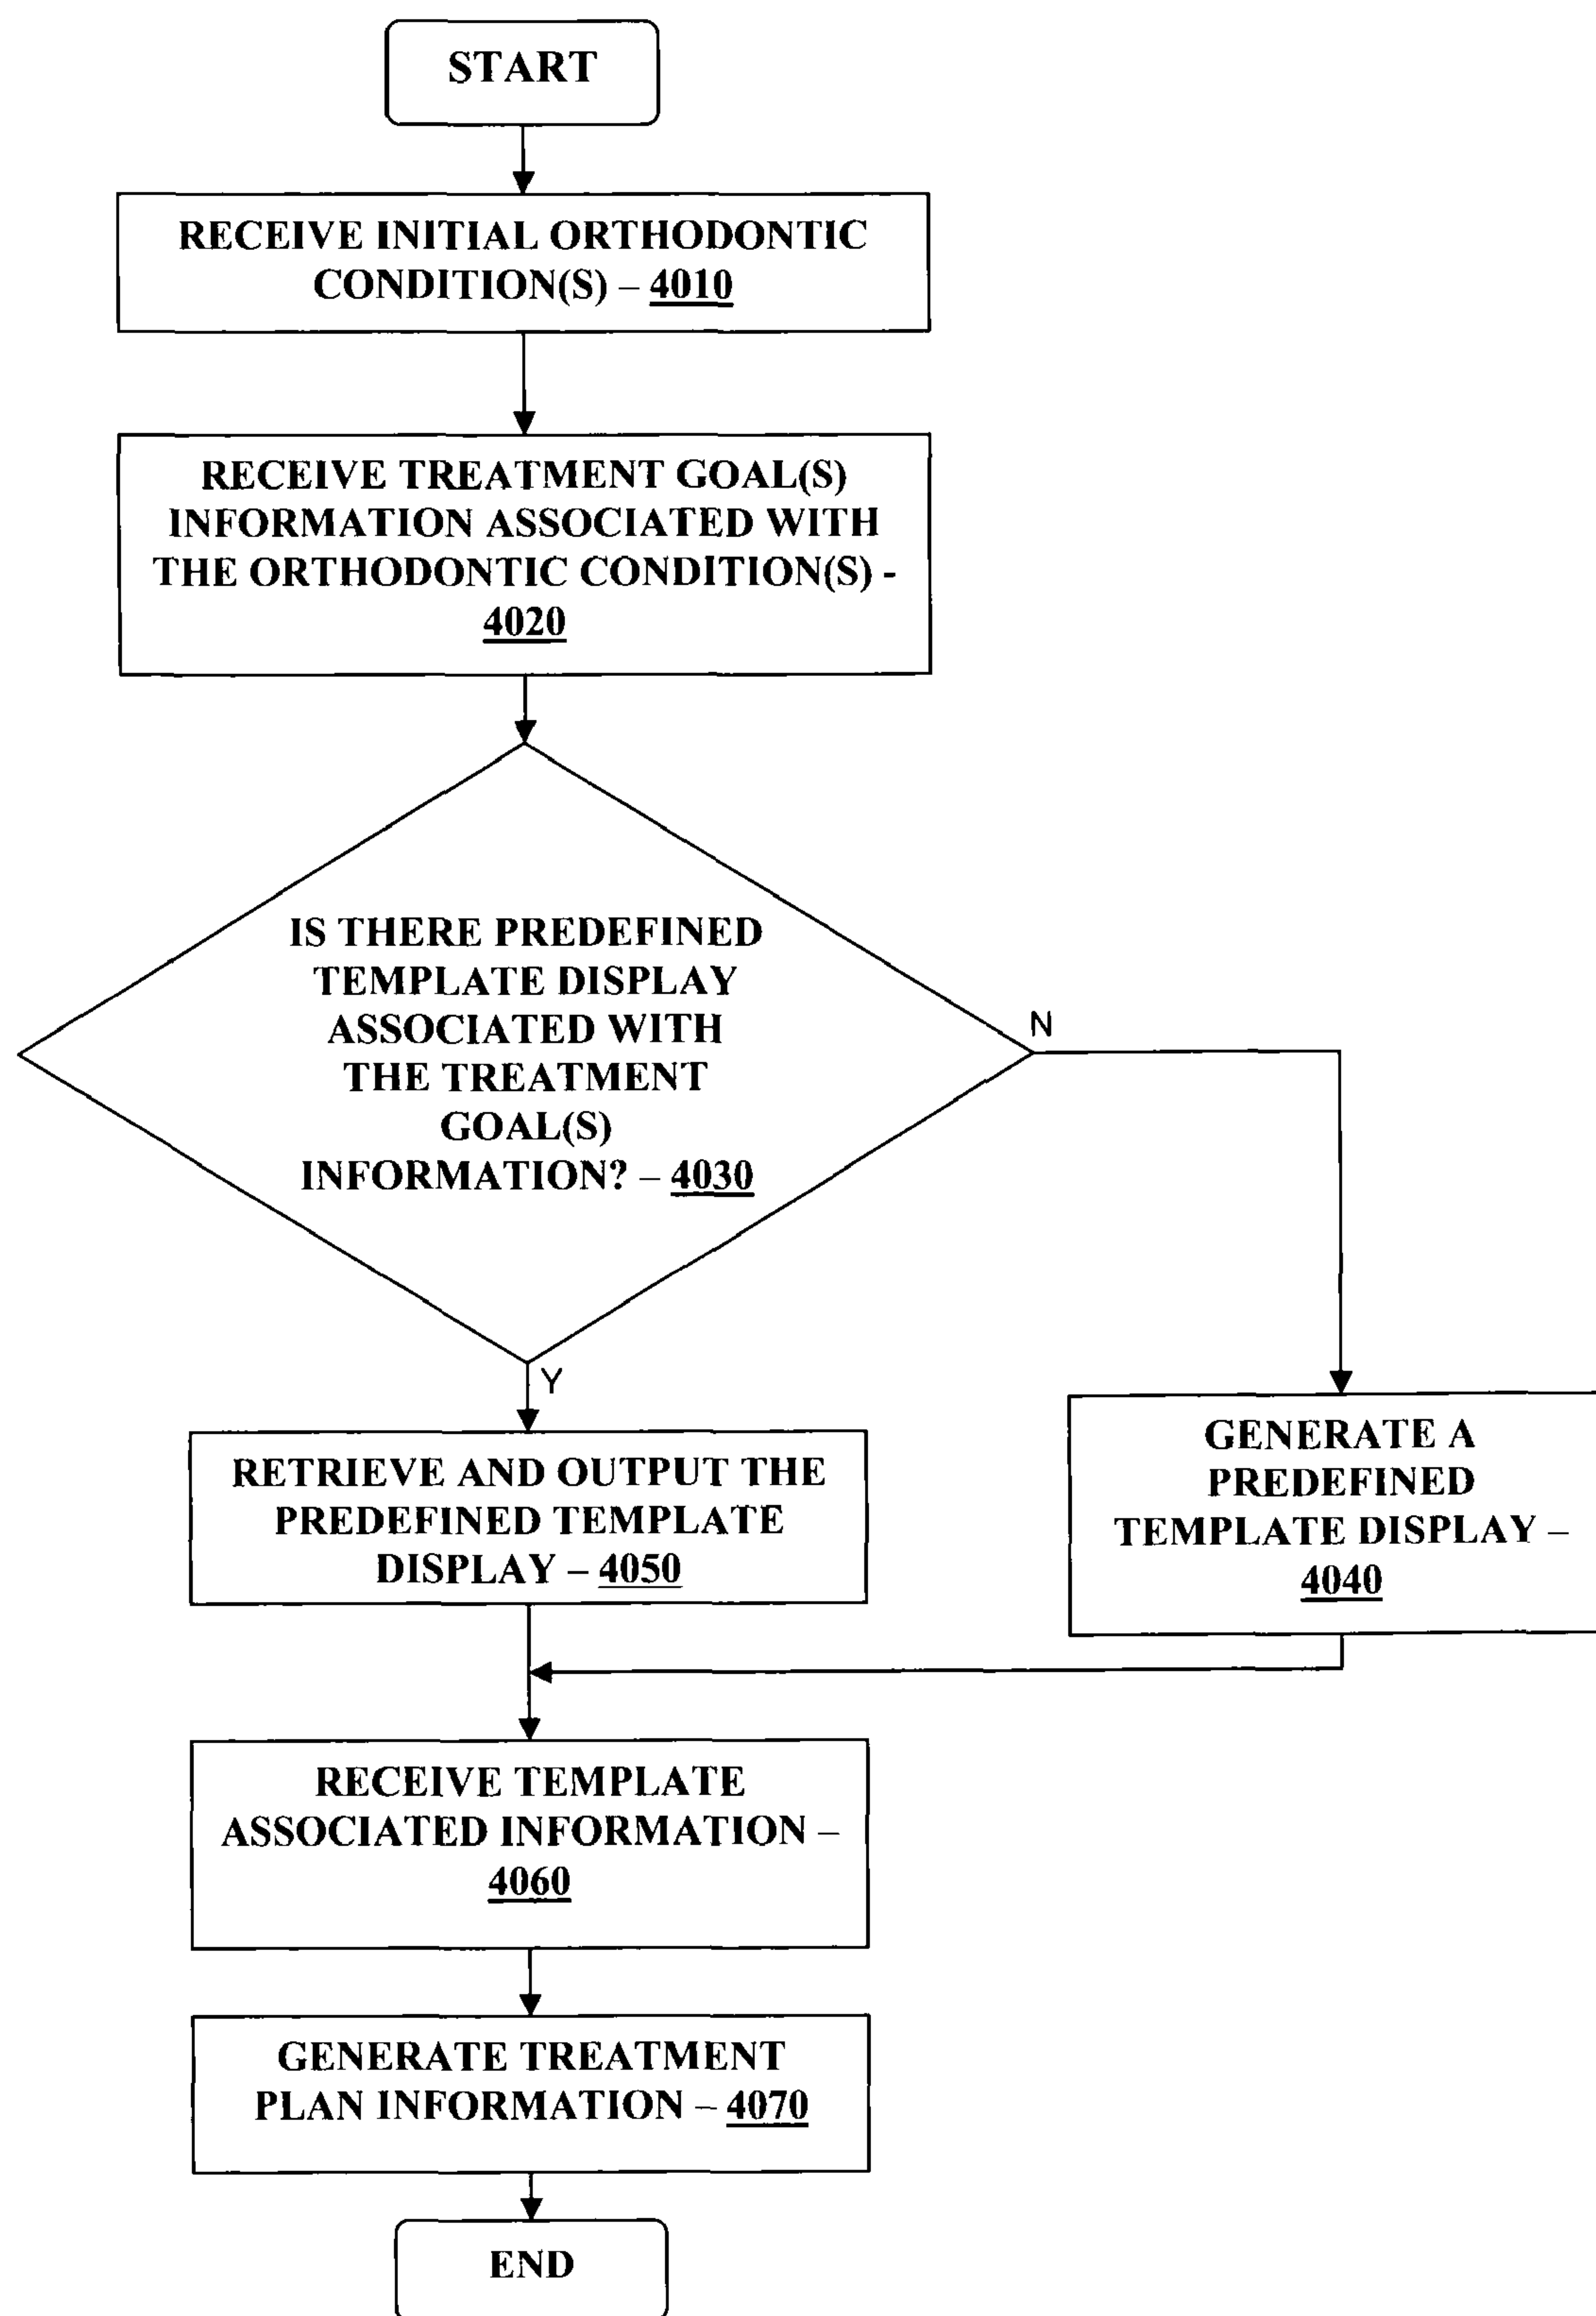 START
RECEIVE INITIAL ORTHODONTIC
CONDITION(S) – 4010
RECEIVE TREATMENT GOAL(S)
INFORMATION ASSOCIATED WITH
THE ORTHODONTIC CONDITION(S) -
4020
IS THERE PREDEFINED
TEMPLATE DISPLAY
ASSOCIATED WITH
THE TREATMENT
GOAL(S)
INFORMATION? – 4030
N
Y
RETRIEVE AND OUTPUT THE
PREDEFINED TEMPLATE
DISPLAY – 4050
GENERATE A
PREDEFINED
TEMPLATE DISPLAY –
4040
RECEIVE TEMPLATE
ASSOCIATED INFORMATION –
4060
GENERATE TREATMENT
PLAN INFORMATION – 4070
END